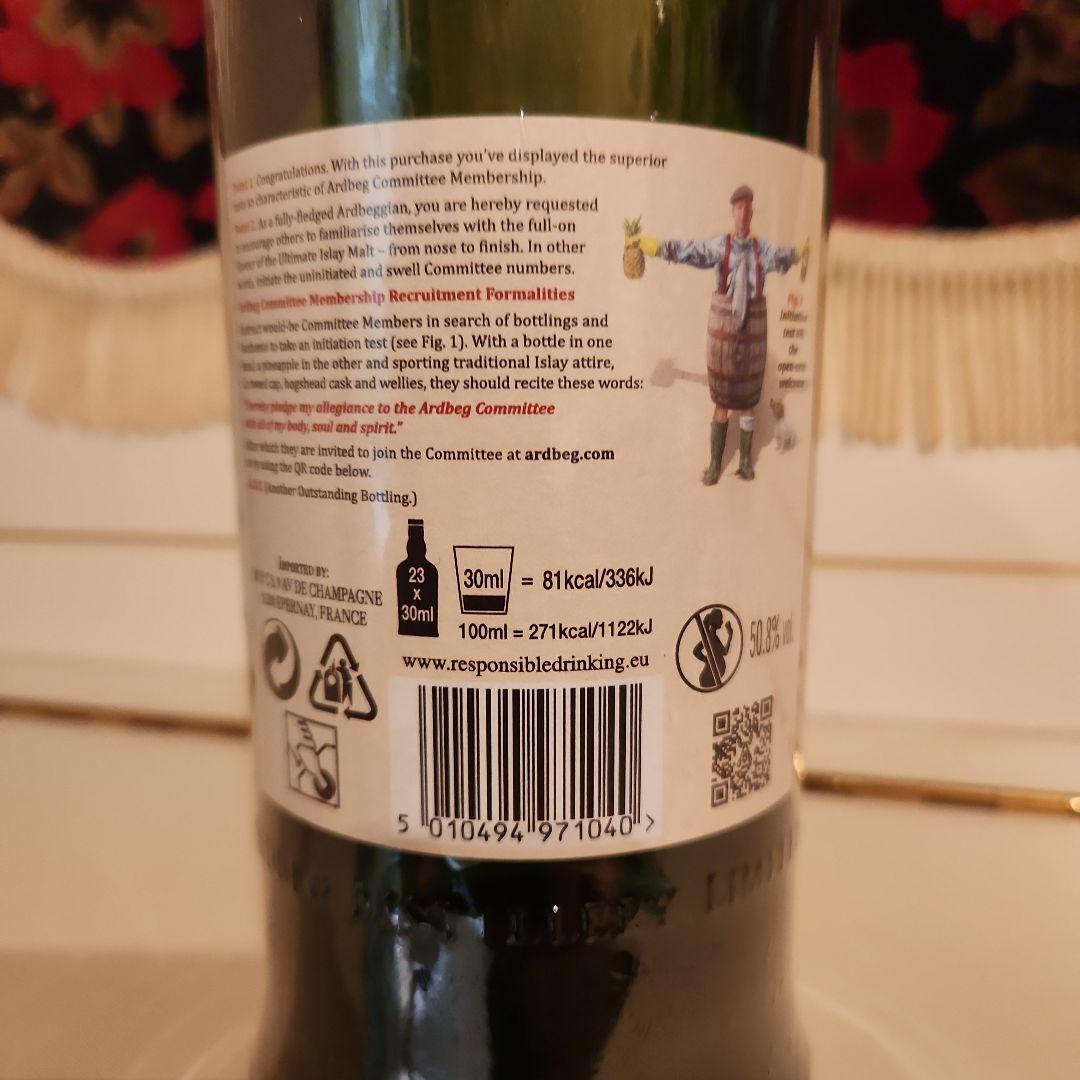 Congratulations. With this purchase you've displayed the superior
so characteristic of Ardbeg Committee Membership.
As a fully-fledged Ardbeggian, you are hereby requested
to encourage others to familiarise themselves with the full-on
of the Ultimate Islay Malt – from nose to finish. In other
words, initiate the uninitiated and swell Committee numbers.
Ardbeg Committee Membership Recruitment Formalities
would-be Committee Members in search of bottlings and
to take an initiation test (see Fig. 1). With a bottle in one
a pineapple in the other and sporting traditional Islay attire,
cap, hogshead cask and wellies, they should recite these words:
pledge my allegiance to the Ardbeg Committee
with all of my body, soul and spirit."
After which they are invited to join the Committee at ardbeg.com
using the QR code below.
(Another Outstanding Bottling.)
Fig. 1
Initiation
test
the
IMPORTED BY:
AV DE CHAMPAGNE
EPERNAY, FRANCE
23
x
30ml
30ml = 81kcal/336kJ
100ml = 271kcal/1122kJ
50.8% vol
www.responsibledrinking.eu
5 010494 971040 >
DISTILLERY